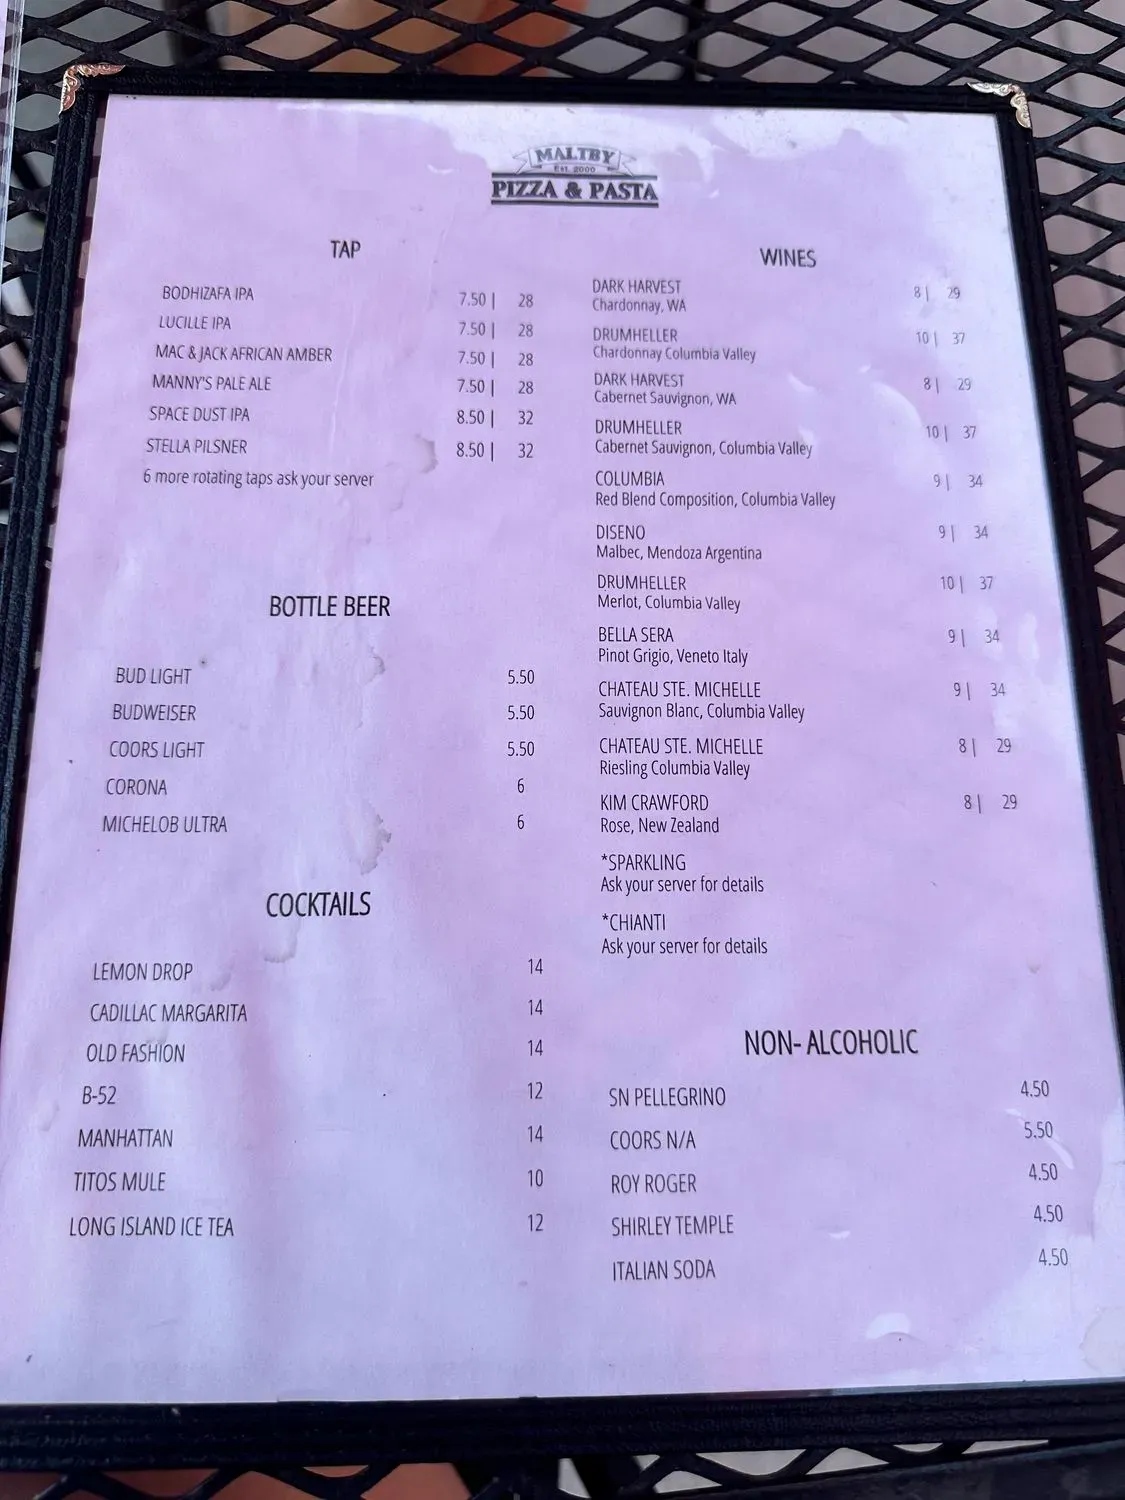 MALTBY
Est. 2000
PIZZA & PASTA
TAP
BODHIZAFA IPA 7.50 | 28
LUCILLE IPA 7.50 | 28
MAC & JACK AFRICAN AMBER 7.50 | 28
MANNY'S PALE ALE 7.50 | 28
SPACE DUST IPA 8.50 | 32
STELLA PILSNER 8.50 | 32
6 more rotating taps ask your server
BOTTLE BEER
BUD LIGHT 5.50
BUDWEISER 5.50
COORS LIGHT 5.50
CORONA 6
MICHELOB ULTRA 6
COCKTAILS
LEMON DROP 14
CADILLAC MARGARITA 14
OLD FASHION 14
B-52 12
MANHATTAN 14
TITOS MULE 10
LONG ISLAND ICE TEA 12
WINES
DARK HARVEST 8 | 29
Chardonnay, WA
DRUMHELLER 10 | 37
Chardonnay Columbia Valley
DARK HARVEST 8 | 29
Cabernet Sauvignon, WA
DRUMHELLER 10 | 37
Cabernet Sauvignon, Columbia Valley
COLUMBIA 9 | 34
Red Blend Composition, Columbia Valley
DISENO 9 | 34
Malbec, Mendoza Argentina
DRUMHELLER 10 | 37
Merlot, Columbia Valley
BELLA SERA 9 | 34
Pinot Grigio, Veneto Italy
CHATEAU STE. MICHELLE 9 | 34
Sauvignon Blanc, Columbia Valley
CHATEAU STE. MICHELLE 8 | 29
Riesling Columbia Valley
KIM CRAWFORD 8 | 29
Rose, New Zealand
*SPARKLING
Ask your server for details
*CHIANTI
Ask your server for details
NON- ALCOHOLIC
SN PELLEGRINO 4.50
COORS N/A 5.50
ROY ROGER 4.50
SHIRLEY TEMPLE 4.50
ITALIAN SODA 4.50